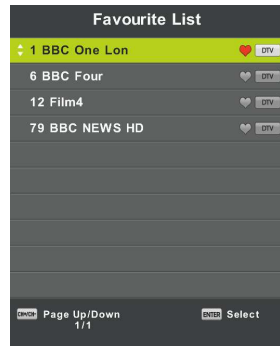 Favourite List
1 BBC One Lon DTV
6 BBC Four DTV
12 Film4 DTV
79 BBC NEWS HD DTV
CH+/CH- Page Up/Down ENTER Select
1/1